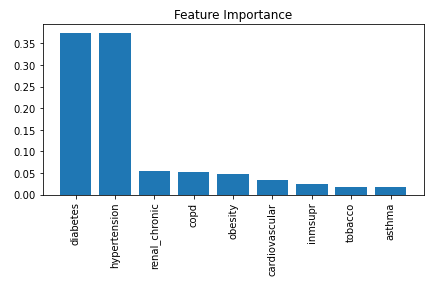 Feature Importance
0.35
0.30
0.25
0.20
0.15
0.10
0.05
0.00
diabetes
hypertension
renal_chronic
copd
obesity
cardiovascular
inmsupr
tobacco
asthma